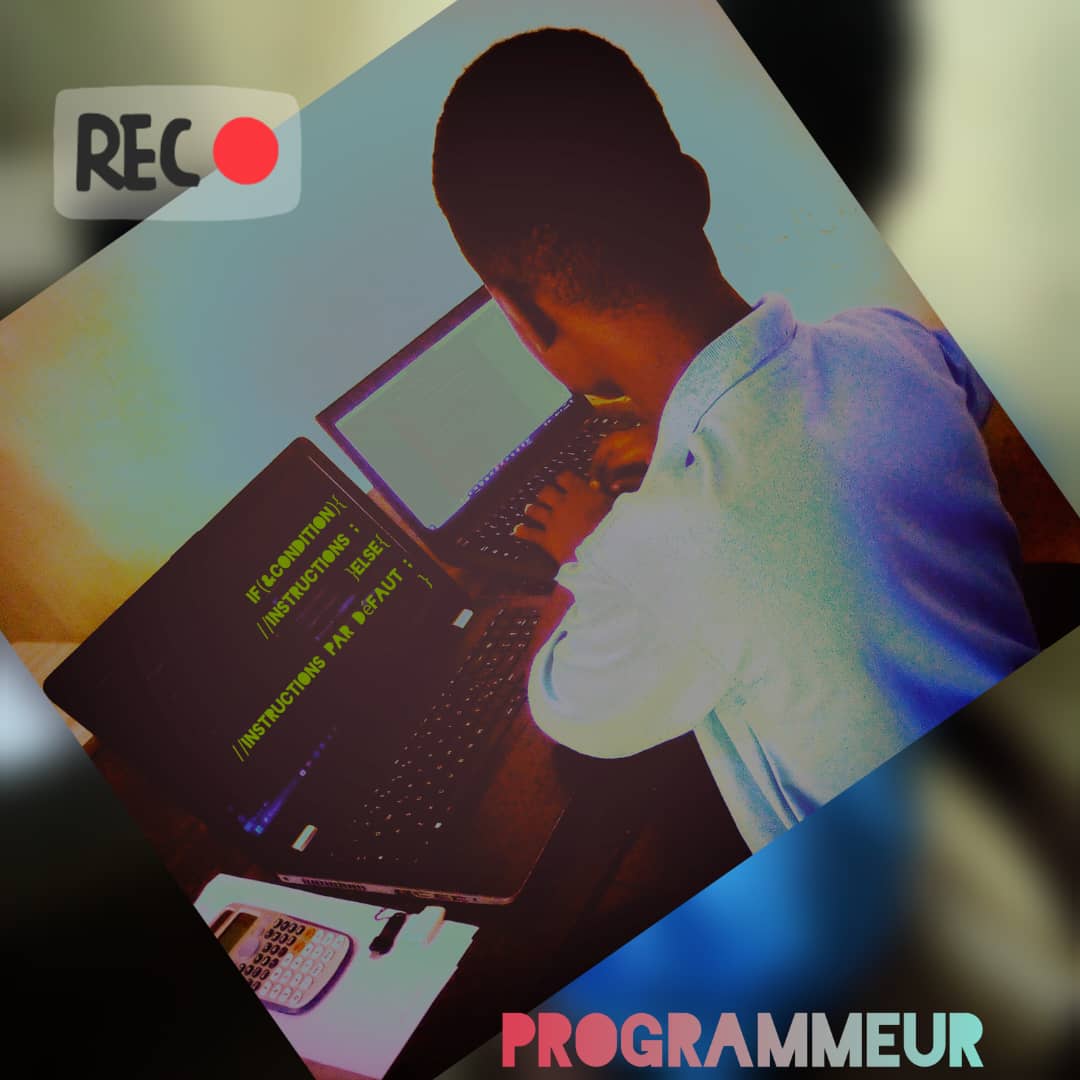 REC
IF(&CONDITION){
//INSTRUCTIONS ;
}ELSE{
//INSTRUCTIONS PAR DéFAUT ;
}
PROGRAMMEUR